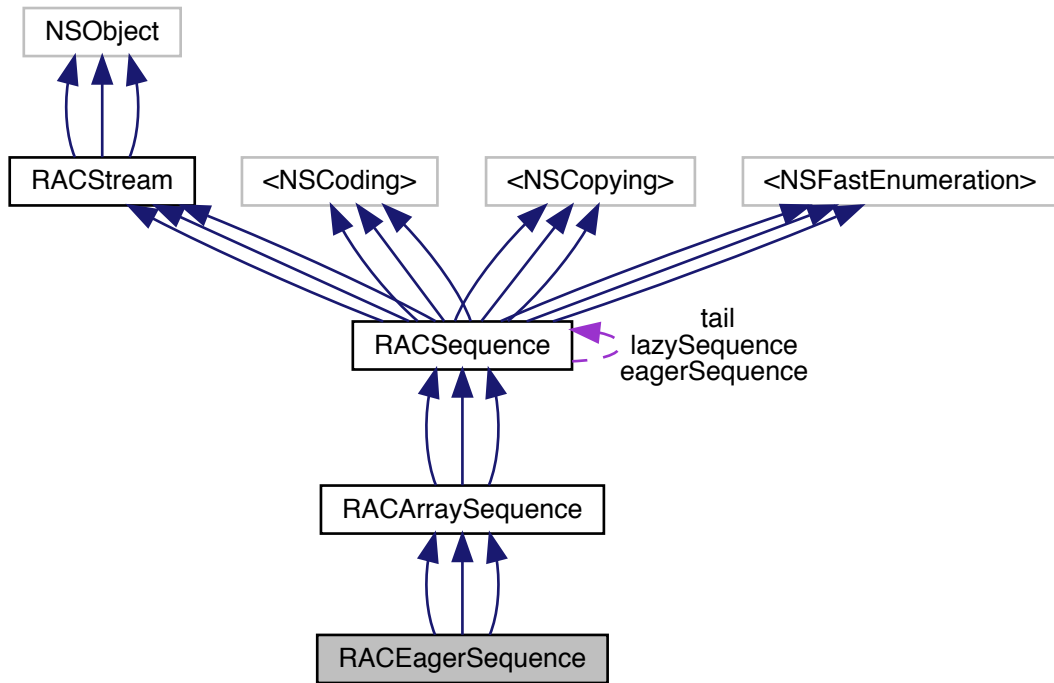 NSObject
RACStream
<NSCoding>
<NSCopying>
<NSFastEnumeration>
RACSequence
tail
lazySequence
eagerSequence
RACArraySequence
RACEagerSequence